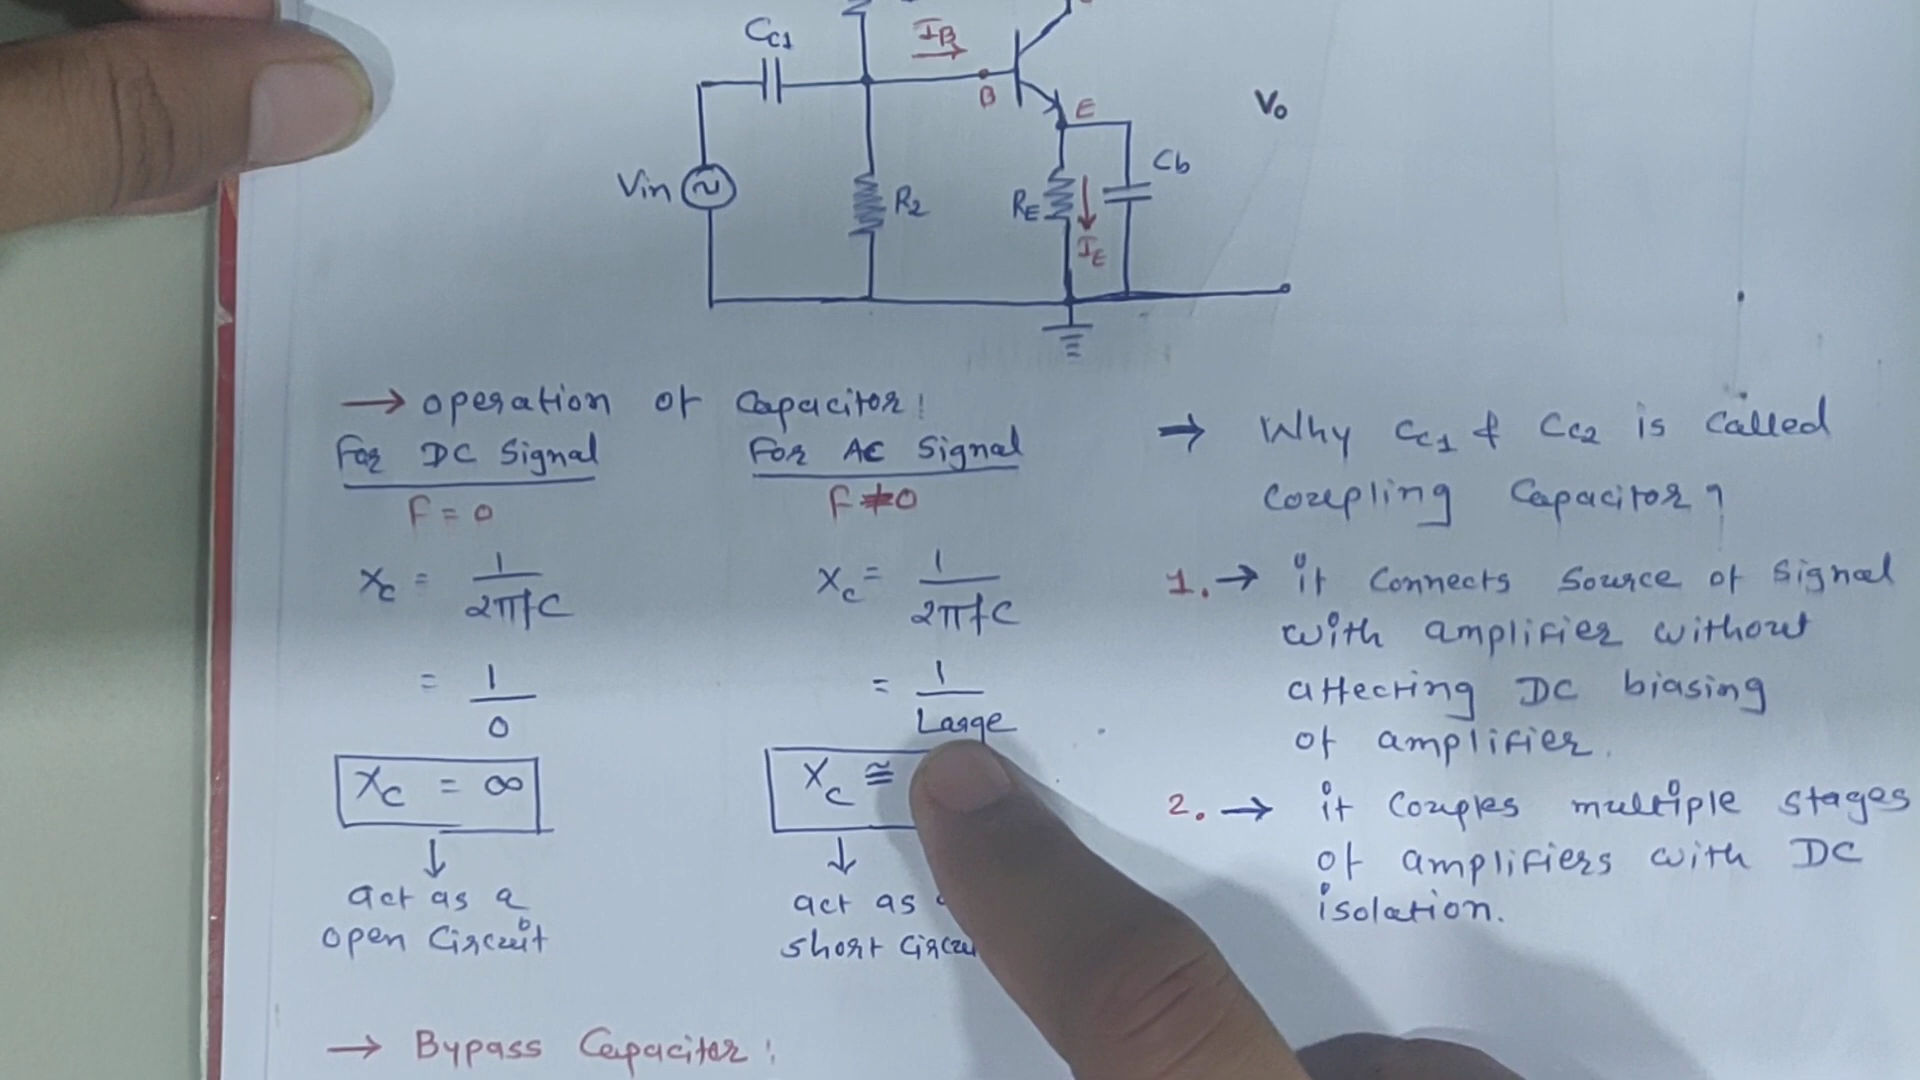 Cc1
IB
B
E
Vo
Vin
R2
RE
IE
Cb
→ operation of capacitor:
For DC Signal
F = 0
Xc = 1/2πfC
= 1/0
Xc = ∞
↓
act as a
open Circuit
For AC Signal
F ≠ 0
Xc = 1/2πfC
= 1/Large
Xc ≅
↓
act as
short
→ Why Cc1 & Cc2 is called
coupling Capacitor?
1. → it connects source of signal
with amplifier without
affecting DC biasing
of amplifier.
2. → it couples multiple stages
of amplifiers with DC
isolation.
→ Bypass Capacitor: